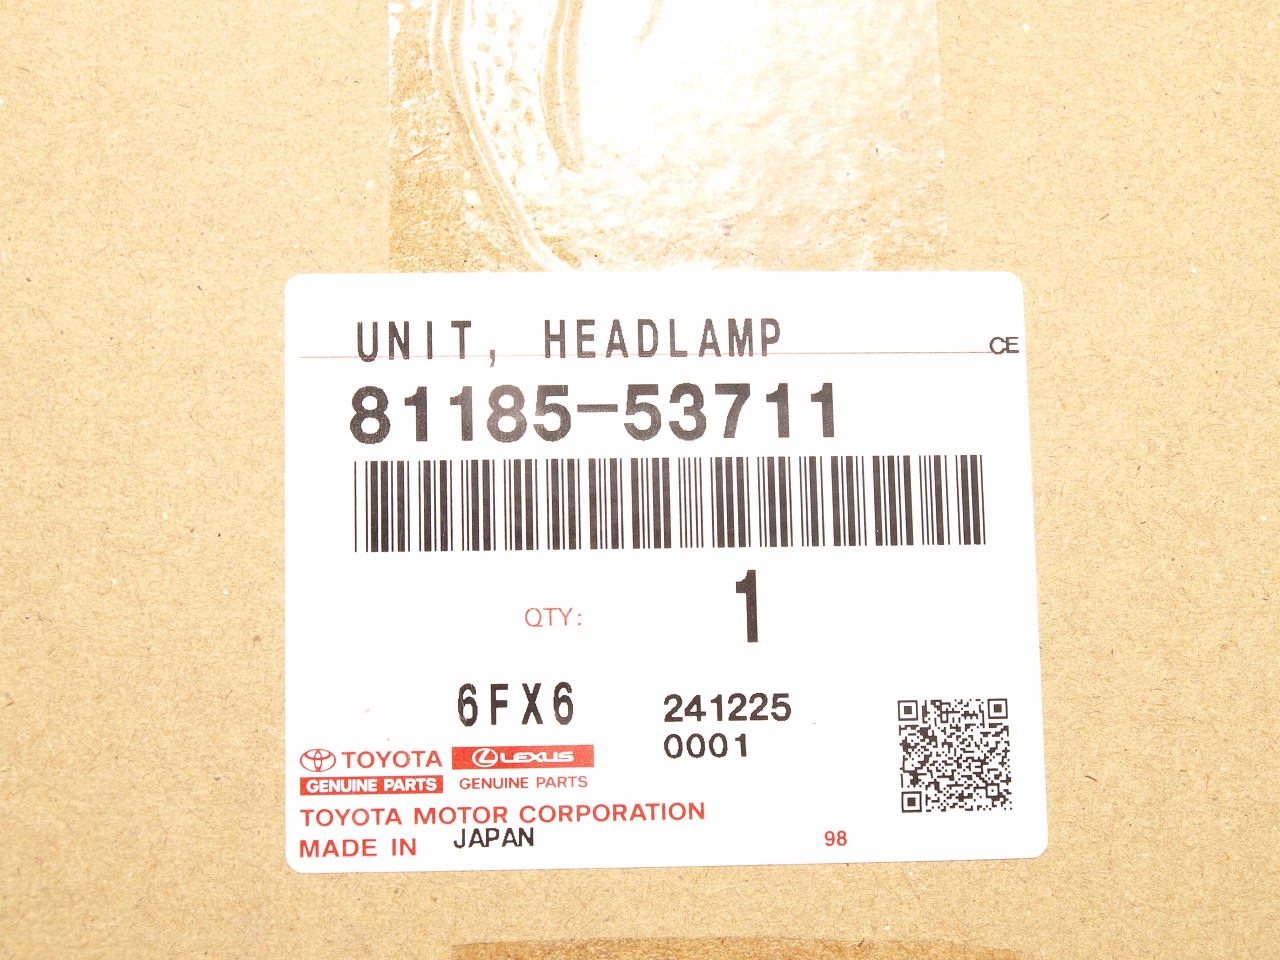 UNIT, HEADLAMP
CE
81185-53711
QTY: 1
6FX6 241225
0001
TOYOTA LEXUS
GENUINE PARTS GENUINE PARTS
TOYOTA MOTOR CORPORATION
MADE IN JAPAN 98